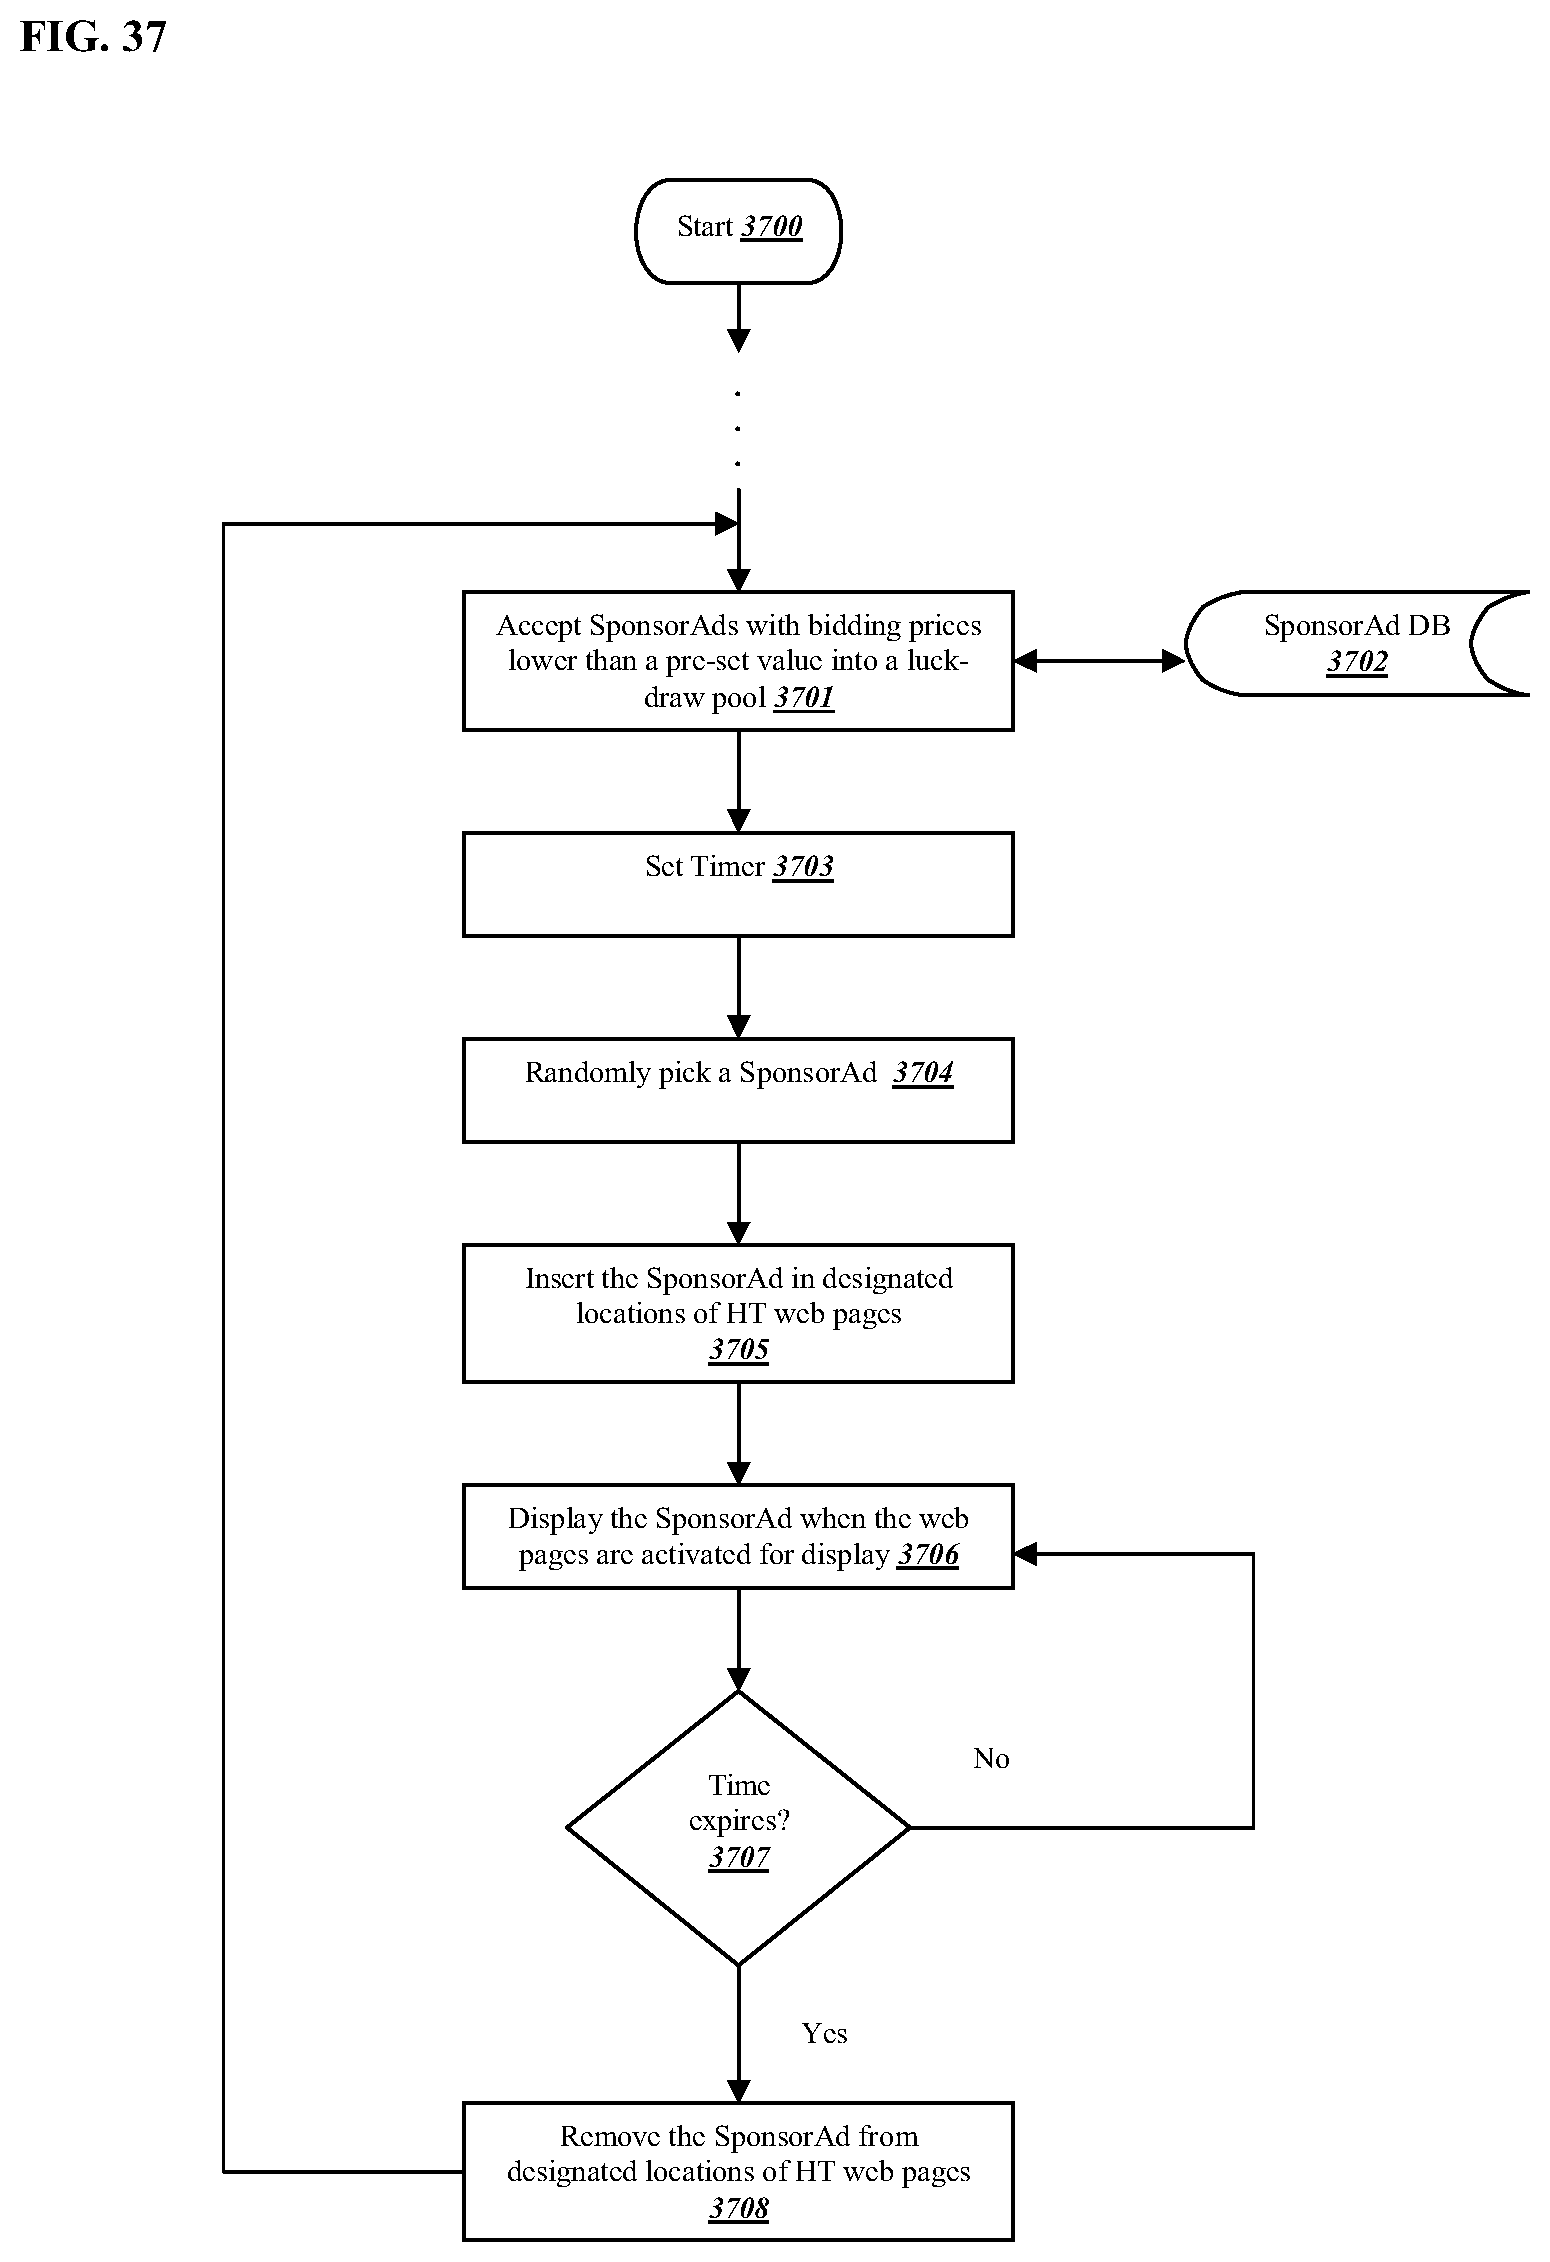 FIG. 37
Start 3700
Accept SponsorAds with bidding prices
lower than a pre-set value into a luck-
draw pool 3701
SponsorAd DB
3702
Set Timer 3703
Randomly pick a SponsorAd 3704
Insert the SponsorAd in designated
locations of HT web pages
3705
Display the SponsorAd when the web
pages are activated for display 3706
No
Time
expires?
3707
Yes
Remove the SponsorAd from
designated locations of HT web pages
3708